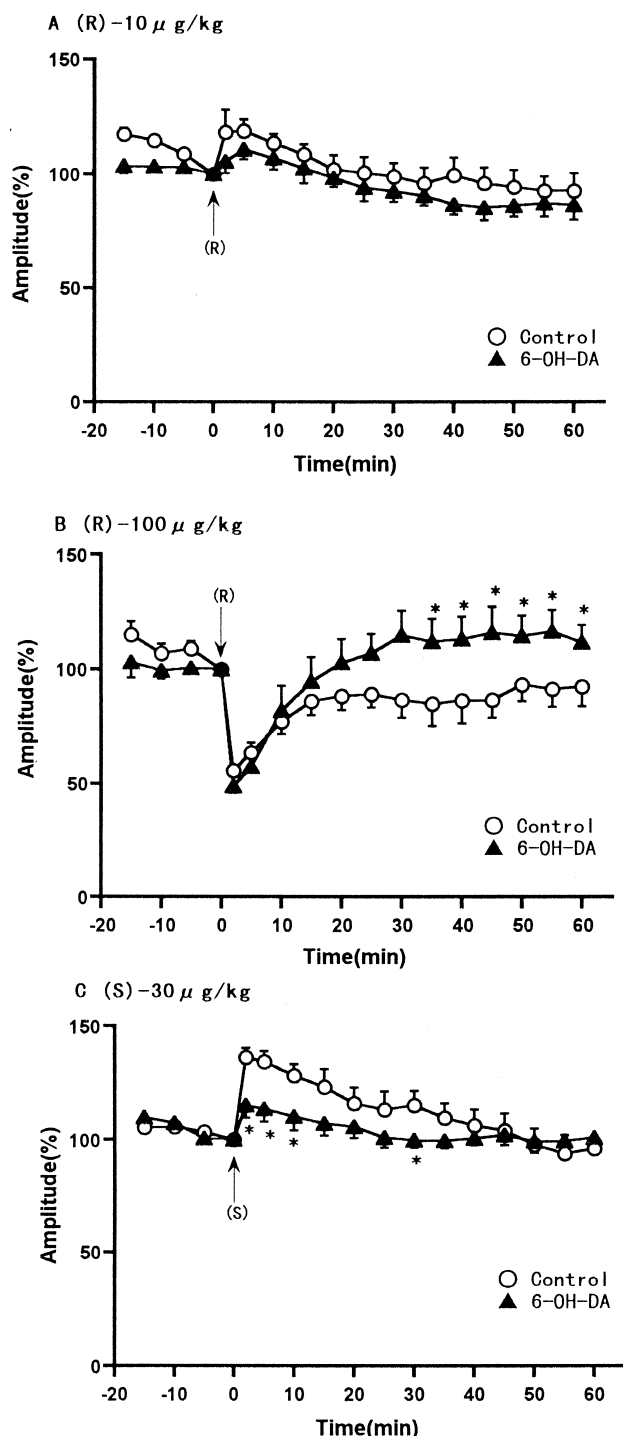 A (R)-10 μ g/kg
150
100
50
0
Amplitude(%)
(R)
Control
6-OH-DA
-20 -10 0 10 20 30 40 50 60
Time(min)
B (R)-100 μ g/kg
150
(R)
* * * * * *
100
50
0
Amplitude(%)
Control
6-OH-DA
-20 -10 0 10 20 30 40 50 60
Time(min)
C (S)-30 μ g/kg
150
100
50
0
Amplitude(%)
* * * *
(S)
Control
6-OH-DA
-20 -10 0 10 20 30 40 50 60
Time(min)